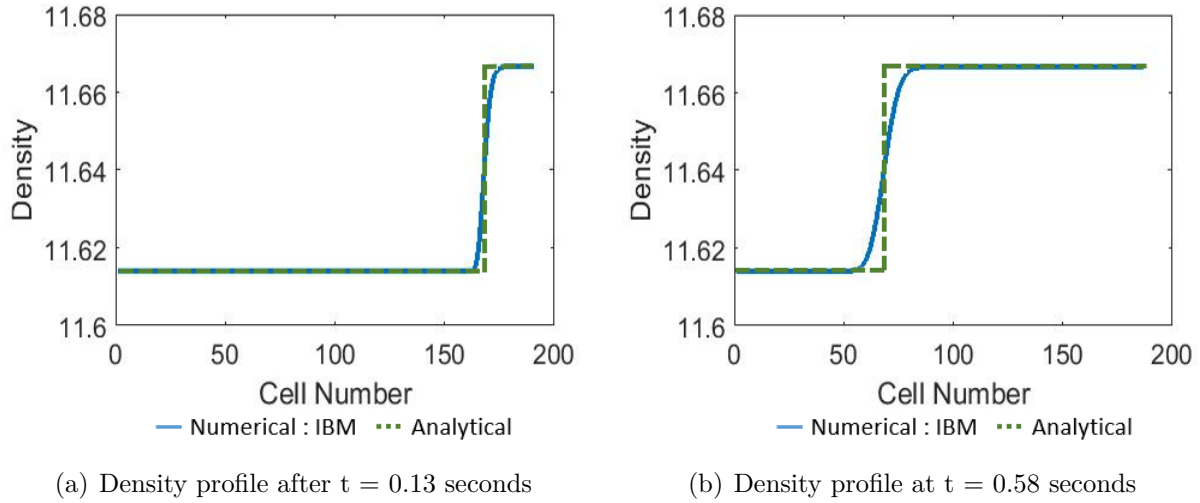 11.68
11.66
11.64
11.62
11.6
Density
0 50 100 150 200
Cell Number
Numerical : IBM Analytical
(a) Density profile after t = 0.13 seconds
11.68
11.66
11.64
11.62
11.6
Density
0 50 100 150 200
Cell Number
Numerical : IBM Analytical
(b) Density profile at t = 0.58 seconds